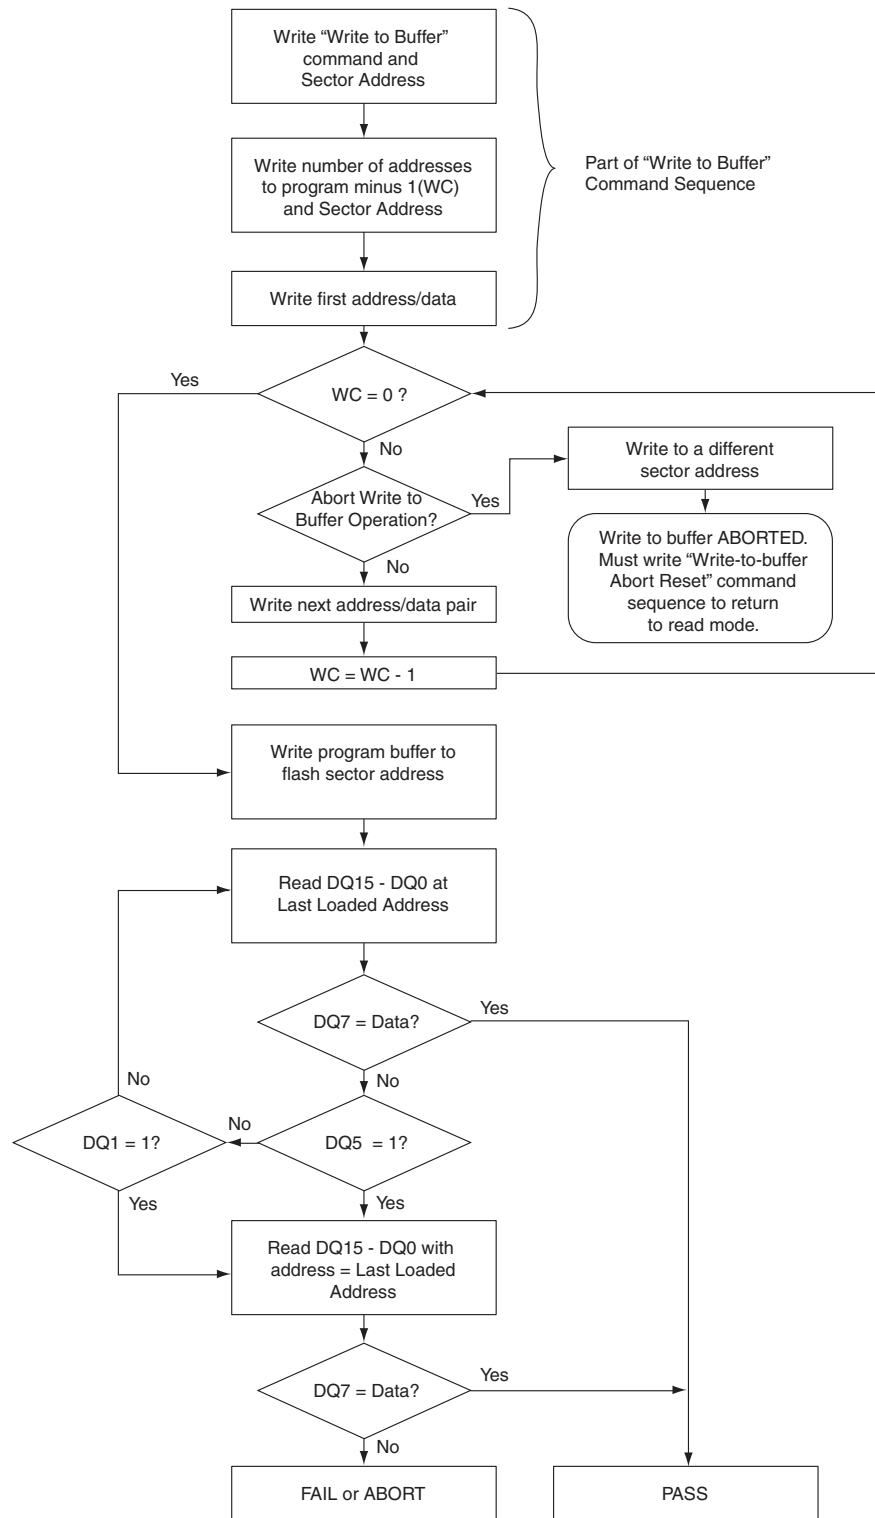 Write “Write to Buffer”
command and
Sector Address
Write number of addresses
to program minus 1(WC)
and Sector Address
Part of “Write to Buffer”
Command Sequence
Write first address/data
Yes
WC = 0 ?
No
Write to a different
sector address
Abort Write to
Buffer Operation?
Yes
Write to buffer ABORTED.
Must write “Write-to-buffer
Abort Reset” command
sequence to return
to read mode.
No
Write next address/data pair
WC = WC - 1
Write program buffer to
flash sector address
Read DQ15 - DQ0 at
Last Loaded Address
DQ7 = Data?
Yes
No
No
No
DQ1 = 1?
DQ5 = 1?
Yes
Yes
Read DQ15 - DQ0 with
address = Last Loaded
Address
DQ7 = Data?
Yes
No
FAIL or ABORT
PASS